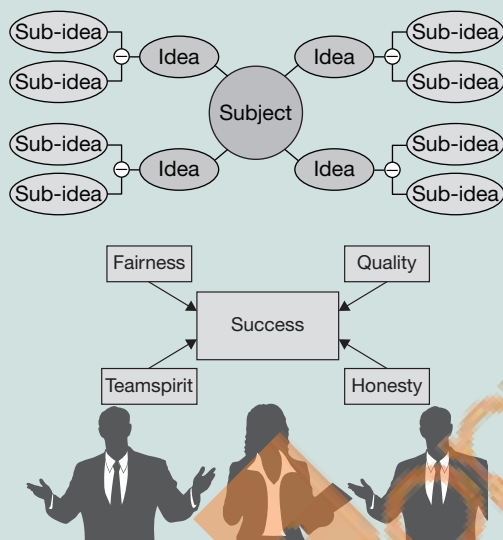 Sub-idea
Sub-idea
Idea
Idea
Sub-idea
Sub-idea
Subject
Sub-idea
Sub-idea
Idea
Idea
Sub-idea
Sub-idea
Fairness
Quality
Success
Teamspirit
Honesty